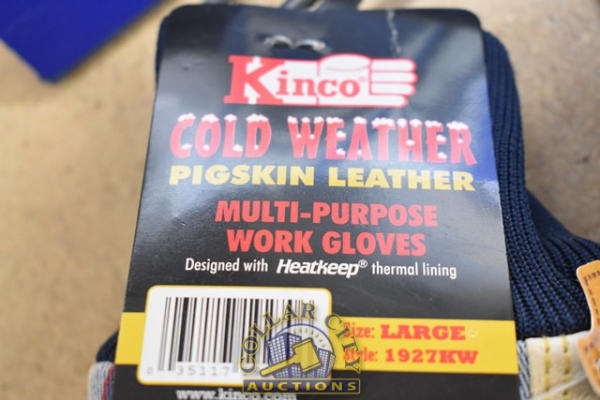 Kinco®
COLD WEATHER
PIGSKIN LEATHER
MULTI-PURPOSE
WORK GLOVES
Designed with Heatkeep® thermal lining
Size: LARGE
Style: 1927KW
0 35117
www.kinco.com
COLLAR CITY
AUCTIONS